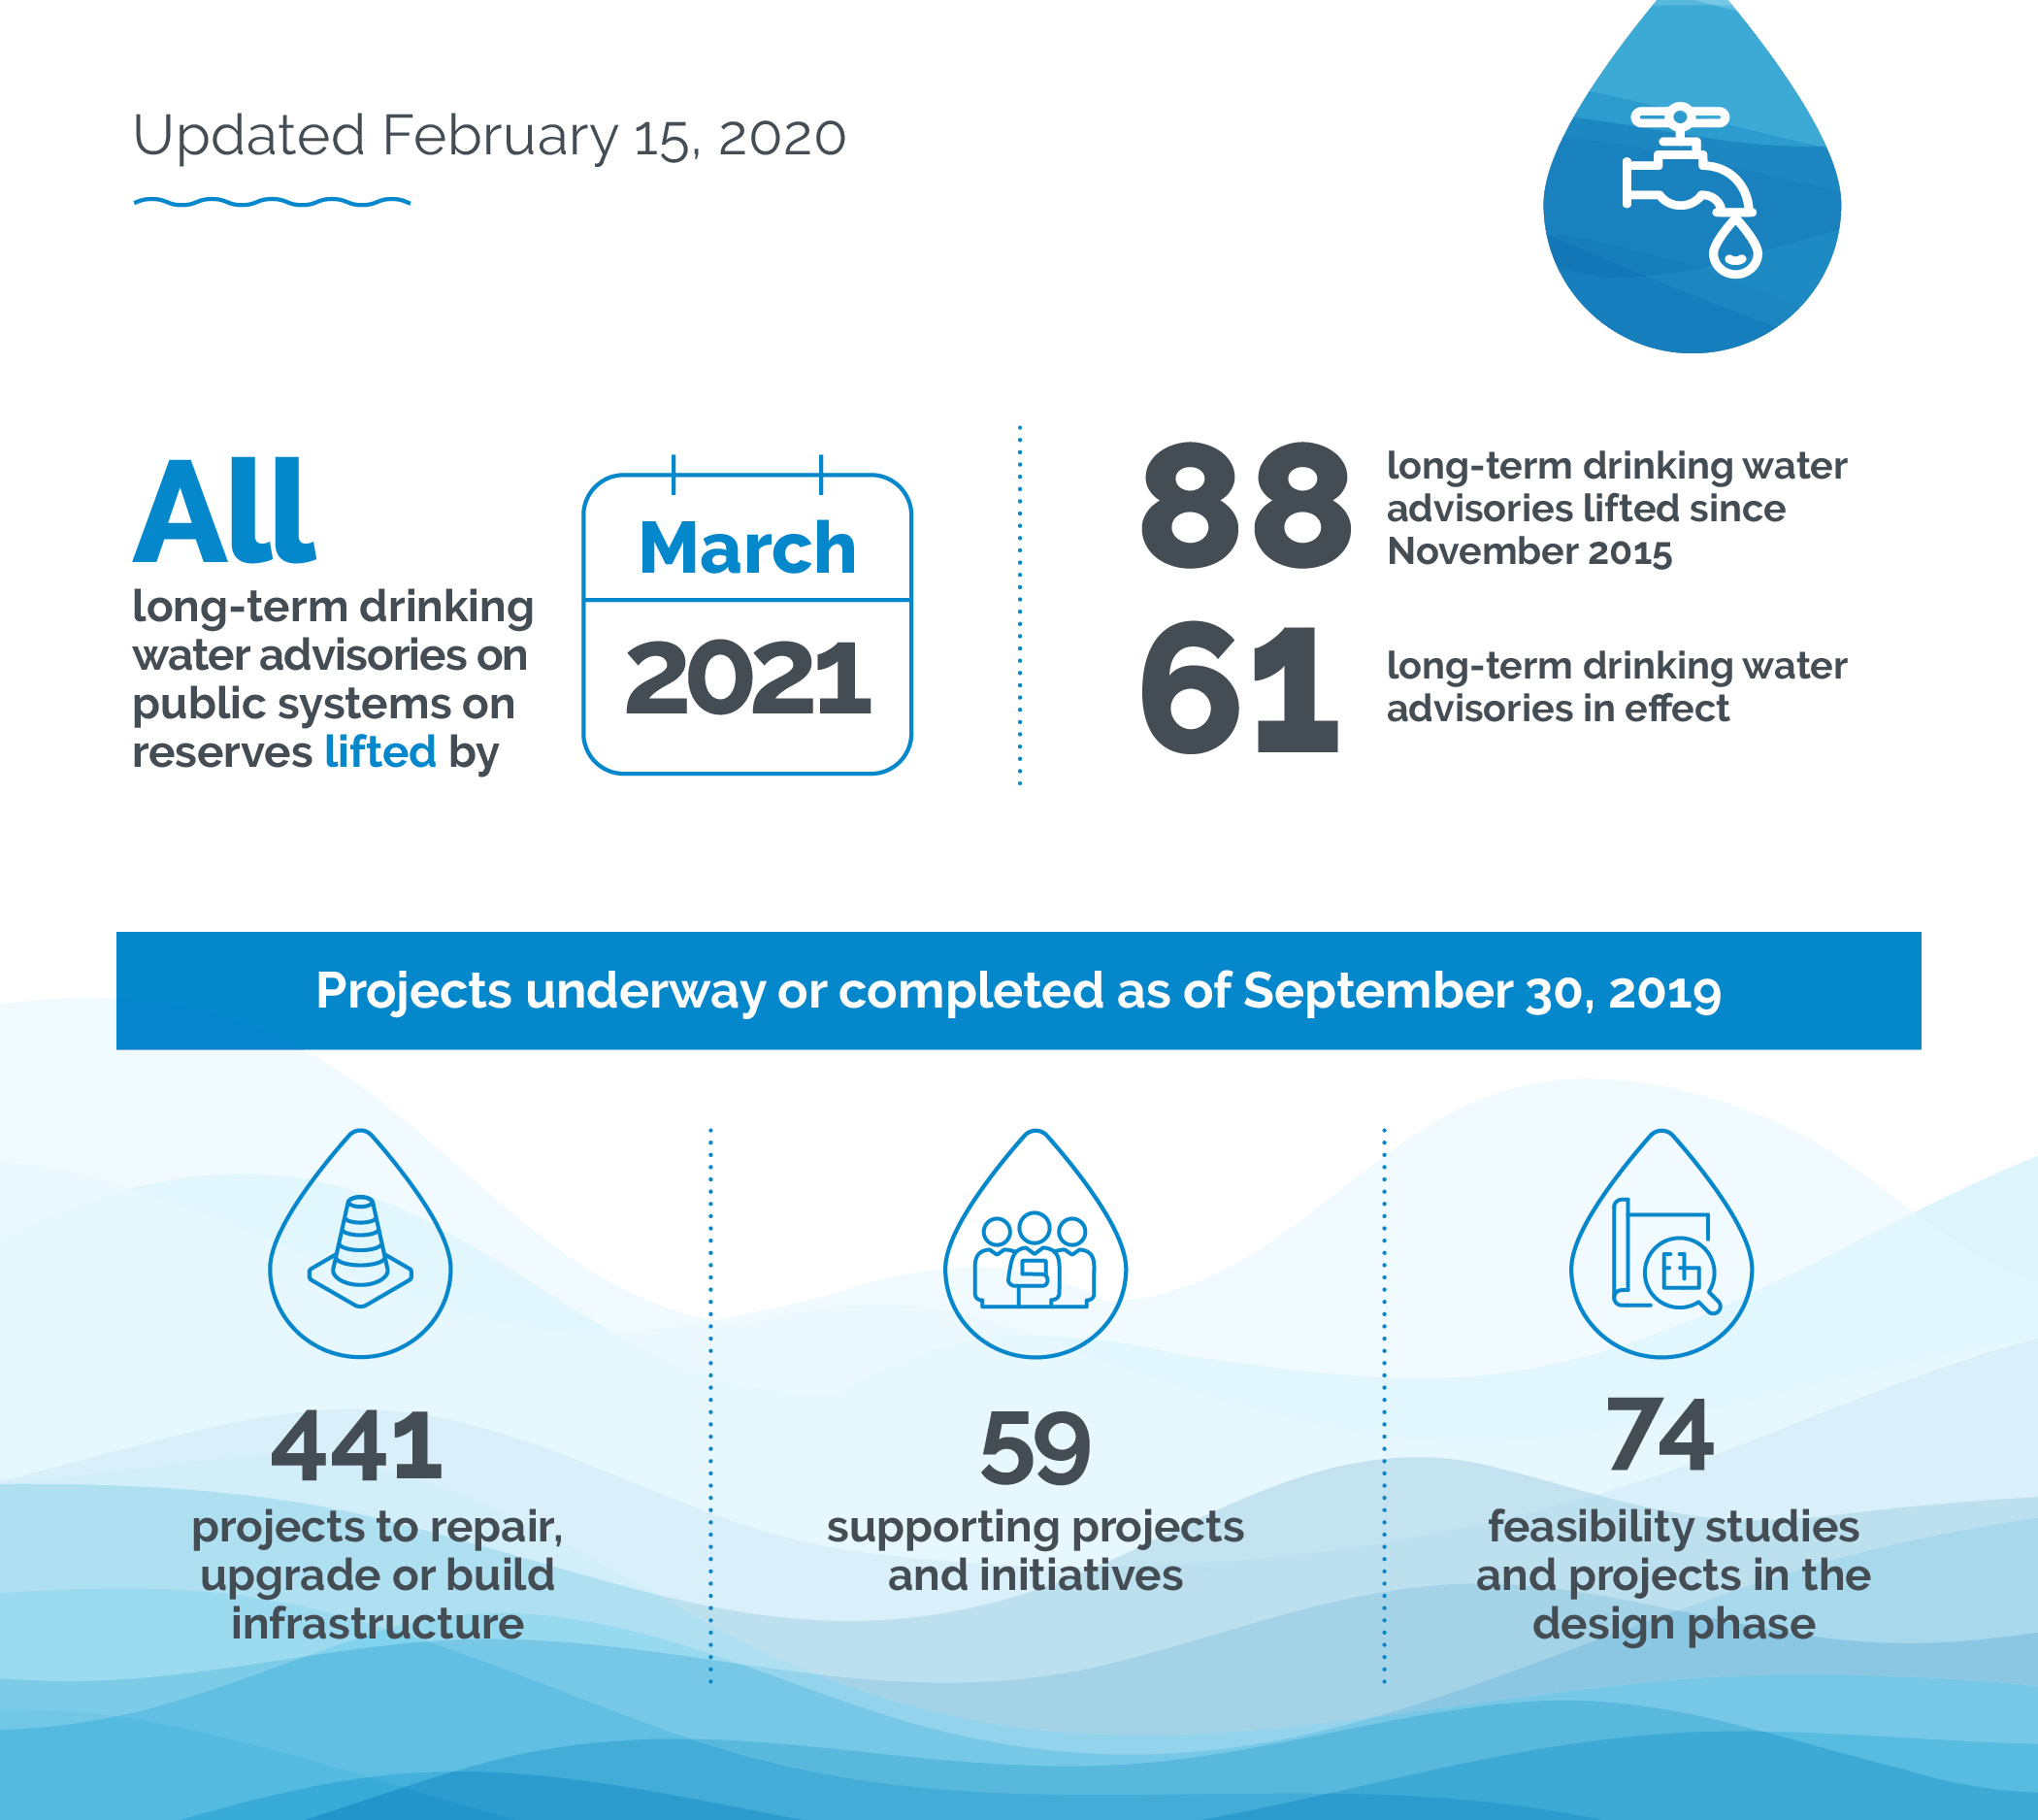 Updated February 15, 2020
All
long-term drinking
water advisories on
public systems on
reserves lifted by
March
2021
88
long-term drinking water
advisories lifted since
November 2015
61
long-term drinking water
advisories in effect
Projects underway or completed as of September 30, 2019
441
projects to repair,
upgrade or build
infrastructure
59
supporting projects
and initiatives
74
feasibility studies
and projects in the
design phase